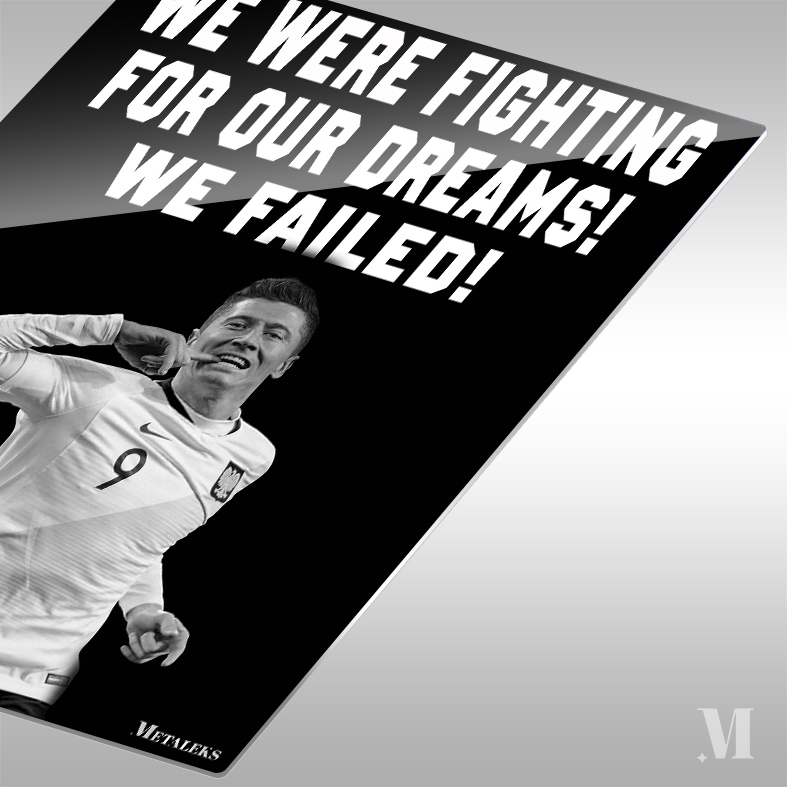 WE WERE FIGHTING
FOR OUR DREAMS!
WE FAILED!
9
METALEKS
M